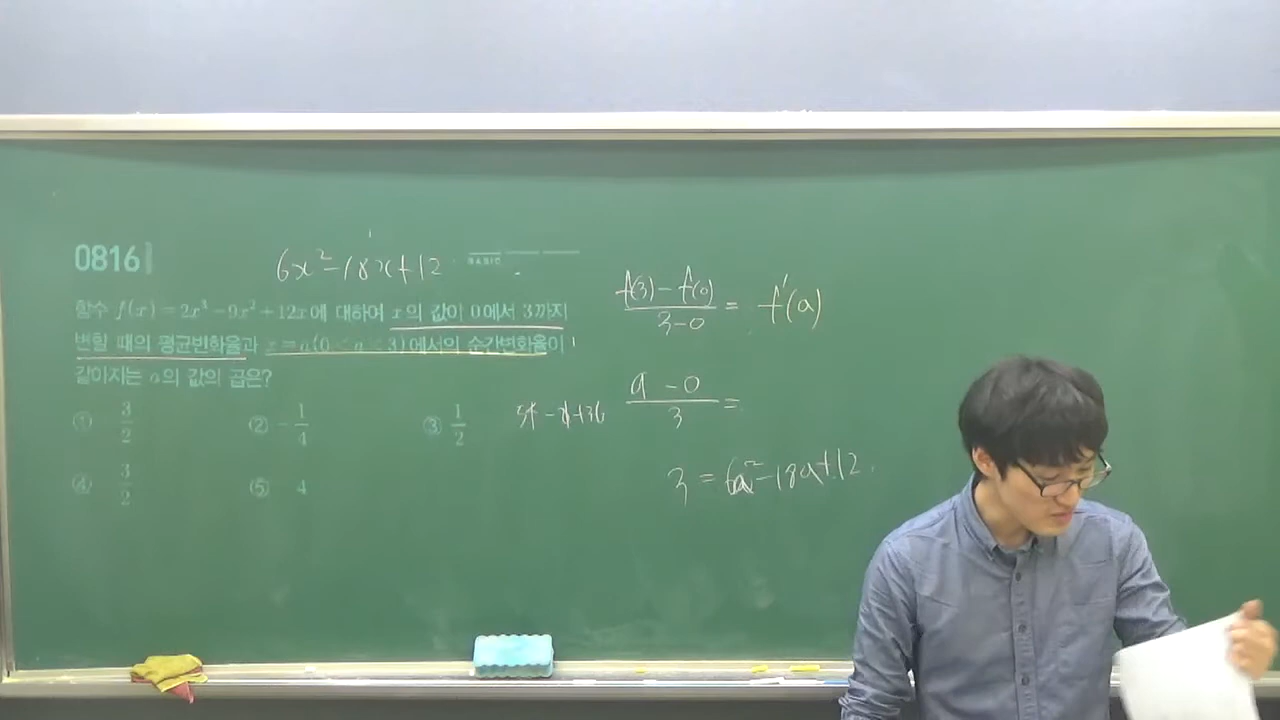 0816
6x²-18x+12
BASIC
함수 f(x)=2x³-9x²+12x에 대하여 x의 값이 0에서 3까지
변할 때의 평균변화율과 x=a(0<a<3)에서의 순간변화율이
같아지는 a의 값의 곱은?
① 3/2 ② -1/4 ③ 1/2
④ 3/2 ⑤ 4
f(3)-f(0)/3-0 = f'(a)
9-0/3 =
3=6a²-18a+12